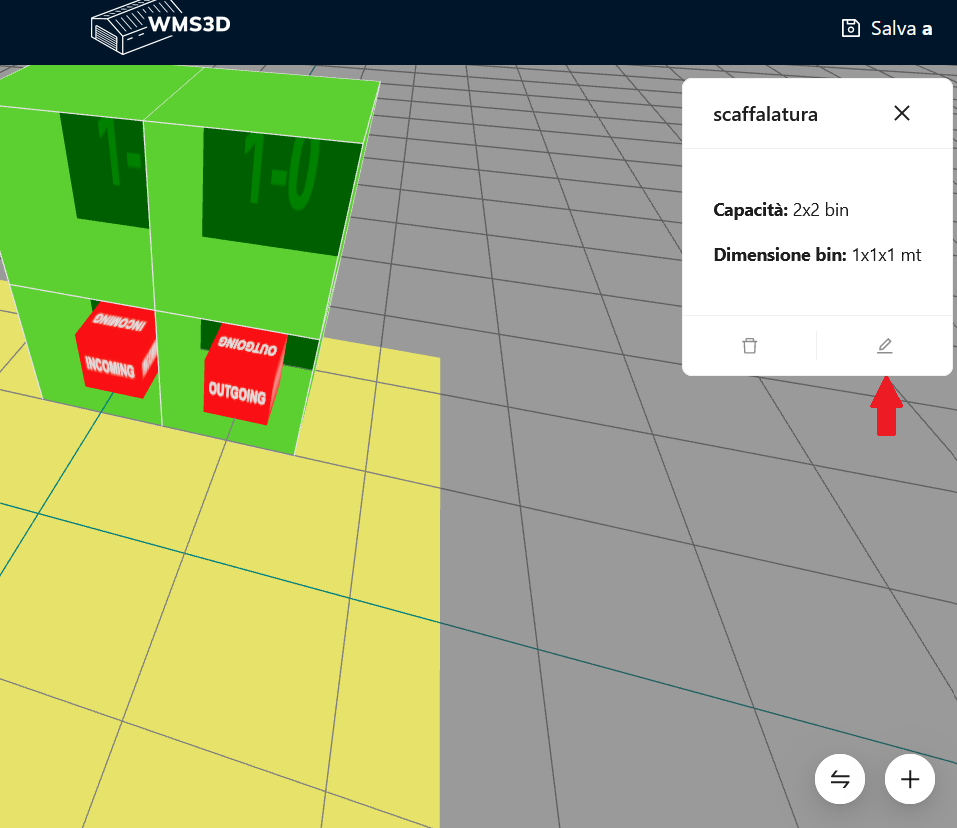 WMS3D
Salva a
scaffalatura
Capacità: 2x2 bin
Dimensione bin: 1x1x1 mt
1-
1-0
INCOMING
INCOMING
OUTGOING
OUTGOING